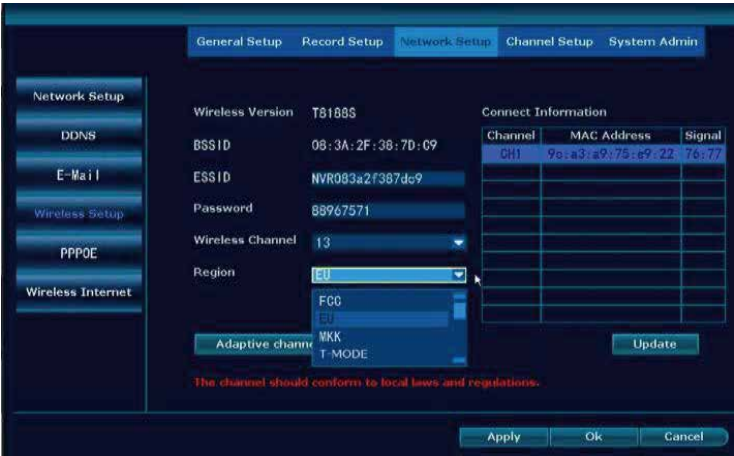 General Setup Record Setup Network Setup Channel Setup System Admin
Network Setup
DDNS
E-Mail
Wireless Setup
PPPOE
Wireless Internet
Wireless Version T8188S
BSSID 08:3A:2F:38:7D:C9
ESSID NVR083a2f387dc9
Password 88967571
Wireless Channel 13
Region EU
FCC
EU
MKK
T-MODE
Adaptive chann
Connect Information
Channel MAC Address Signal
CH1 9c:a3:a9:75:e9:22 76:77
Update
The channel should conform to local laws and regulations.
Apply Ok Cancel